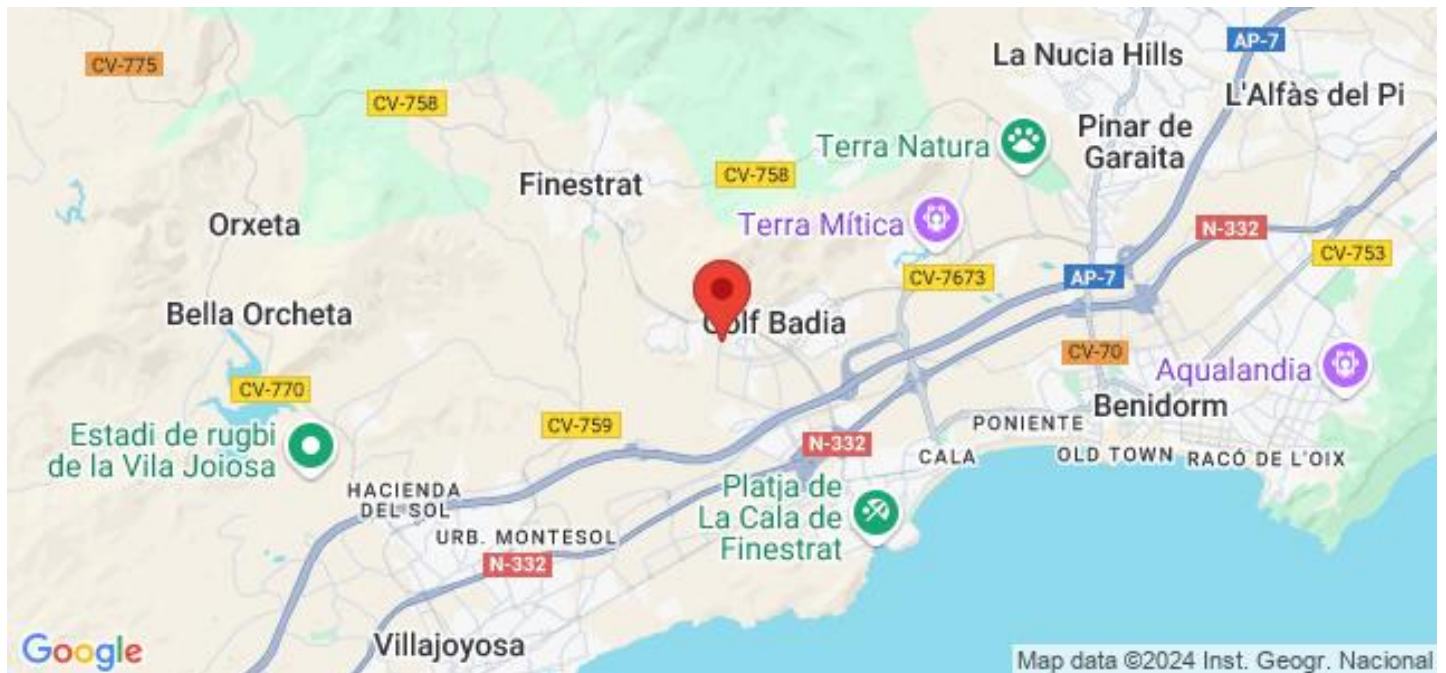 CV-775
CV-758
La Nucia Hills
AP-7
L'Alfàs del Pi
Terra Natura
Pinar de
Garaita
Finestrat
CV-758
Orxeta
Terra Mítica
N-332
CV-753
CV-7673
AP-7
Bella Orcheta
Golf Badia
CV-70
Aqualandia
CV-770
Benidorm
CV-759
PONIENTE
Estadi de rugbi
de la Vila Joiosa
N-332
CALA
OLD TOWN
RACÓ DE L'OIX
HACIENDA
DEL SOL
Platja de
La Cala de
Finestrat
URB. MONTESOL
N-332
Villajoyosa
Google
Map data ©2024 Inst. Geogr. Nacional